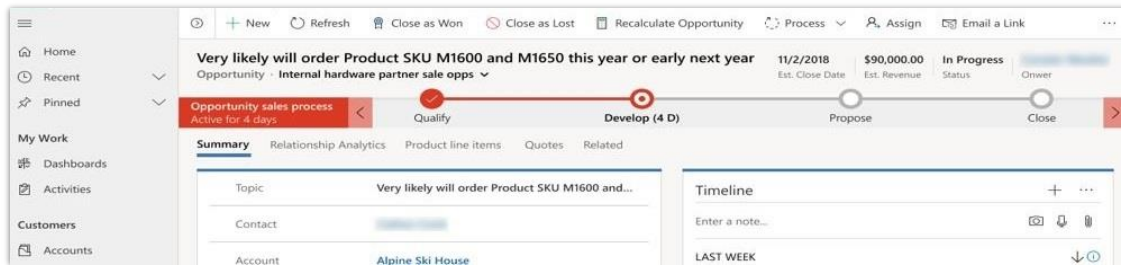 New
Refresh
Close as Won
Close as Lost
Recalculate Opportunity
Process
Assign
Email a Link
Home
Recent
Pinned
My Work
Dashboards
Activities
Customers
Accounts
Very likely will order Product SKU M1600 and M1650 this year or early next year
Opportunity · Internal hardware partner sale opps
11/2/2018
Est. Close Date
$90,000.00
Est. Revenue
In Progress
Status
Onwer
Opportunity sales process
Active for 4 days
Qualify
Develop (4 D)
Propose
Close
Summary
Relationship Analytics
Product line items
Quotes
Related
Topic
Very likely will order Product SKU M1600 and...
Contact
Account
Alpine Ski House
Timeline
Enter a note...
LAST WEEK